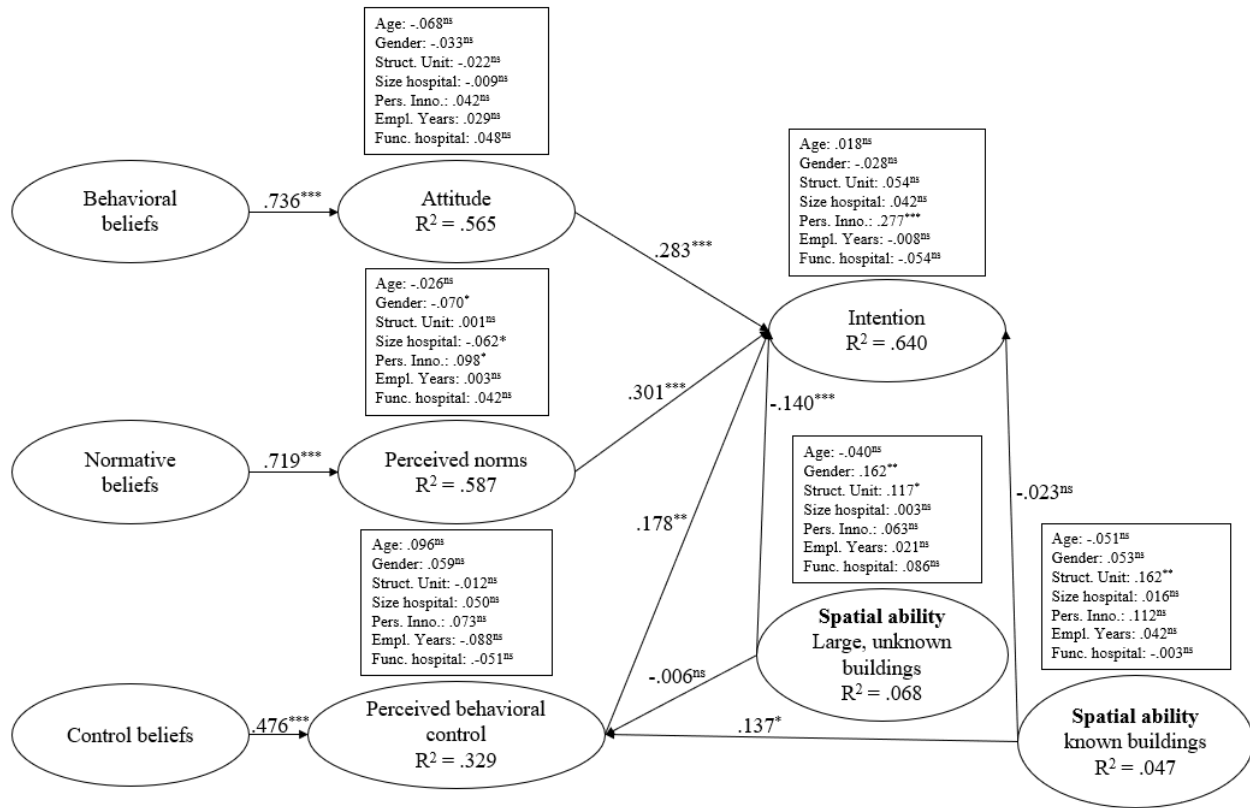 Age: -.068ns
Gender: -.033ns
Struct. Unit: -.022ns
Size hospital: -.009ns
Pers. Inno.: .042ns
Empl. Years: .029ns
Func. hospital: .048ns
Behavioral
beliefs
.736***
Attitude
R2 = .565
.283***
Age: .018ns
Gender: -.028ns
Struct. Unit: .054ns
Size hospital: .042ns
Pers. Inno.: .277***
Empl. Years: -.008ns
Func. hospital: -.054ns
Intention
R2 = .640
Age: -.026ns
Gender: -.070*
Struct. Unit: .001ns
Size hospital: -.062*
Pers. Inno.: .098*
Empl. Years: .003ns
Func. hospital: .042ns
Normative
beliefs
.719***
Perceived norms
R2 = .587
.301***
-.140***
-.023ns
.178**
Age: -.040ns
Gender: .162**
Struct. Unit: .117*
Size hospital: .003ns
Pers. Inno.: .063ns
Empl. Years: .021ns
Func. hospital: .086ns
Spatial ability
Large, unknown
buildings
R2 = .068
Age: .096ns
Gender: .059ns
Struct. Unit: -.012ns
Size hospital: .050ns
Pers. Inno.: .073ns
Empl. Years: -.088ns
Func. hospital: .-051ns
Control beliefs
.476***
Perceived behavioral
control
R2 = .329
-.006ns
.137*
Age: -.051ns
Gender: .053ns
Struct. Unit: .162**
Size hospital: .016ns
Pers. Inno.: .112ns
Empl. Years: .042ns
Func. hospital: -.003ns
Spatial ability
known buildings
R2 = .047